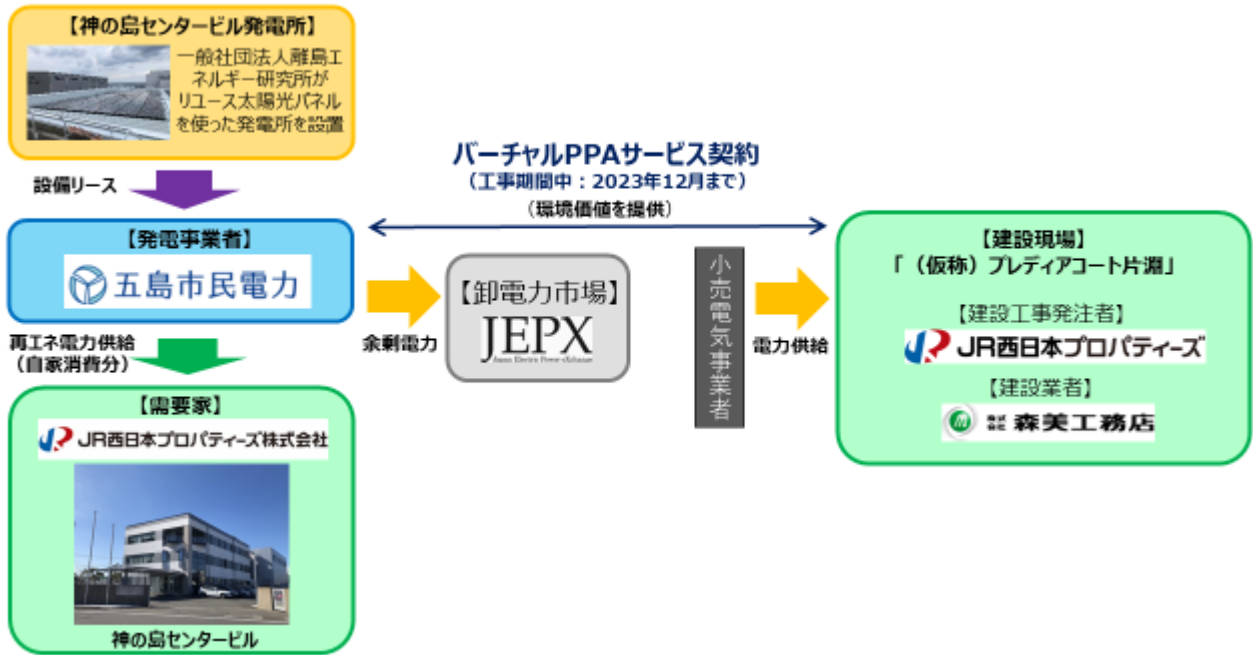 【神の島センタービル発電所】
一般社団法人離島エ
ネルギー研究所が
リユース太陽光パネル
を使った発電所を設置
設備リース
バーチャルPPAサービス契約
(工事期間中:2023年12月まで)
(環境価値を提供)
【発電事業者】
五島市民電力
再エネ電力供給
(自家消費分)
余剰電力
【卸電力市場】
JEPX
Japan Electric Power eXchange
小売電気事業者
電力供給
【建設現場】
「(仮称)プレディアコート片淵」
【建設工事発注者】
JR西日本プロパティーズ
【建設業者】
株式会社 森美工務店
【需要家】
JR西日本プロパティーズ株式会社
神の島センタービル